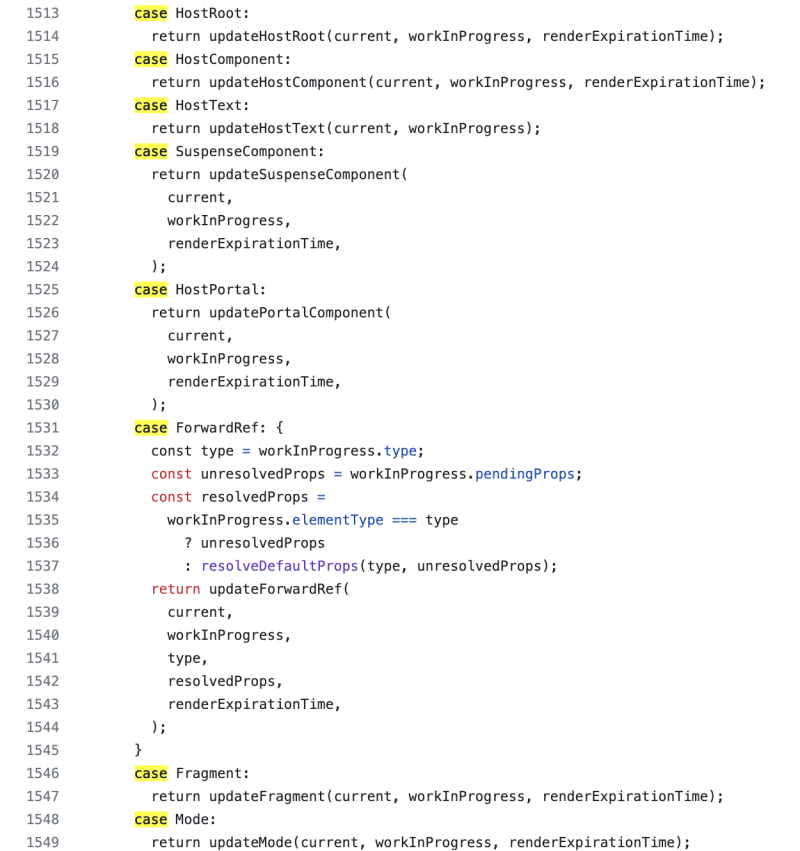 1513 case HostRoot:
1514 return updateHostRoot(current, workInProgress, renderExpirationTime);
1515 case HostComponent:
1516 return updateHostComponent(current, workInProgress, renderExpirationTime);
1517 case HostText:
1518 return updateHostText(current, workInProgress);
1519 case SuspenseComponent:
1520 return updateSuspenseComponent(
1521 current,
1522 workInProgress,
1523 renderExpirationTime,
1524 );
1525 case HostPortal:
1526 return updatePortalComponent(
1527 current,
1528 workInProgress,
1529 renderExpirationTime,
1530 );
1531 case ForwardRef: {
1532 const type = workInProgress.type;
1533 const unresolvedProps = workInProgress.pendingProps;
1534 const resolvedProps =
1535 workInProgress.elementType === type
1536 ? unresolvedProps
1537 : resolveDefaultProps(type, unresolvedProps);
1538 return updateForwardRef(
1539 current,
1540 workInProgress,
1541 type,
1542 resolvedProps,
1543 renderExpirationTime,
1544 );
1545 }
1546 case Fragment:
1547 return updateFragment(current, workInProgress, renderExpirationTime);
1548 case Mode:
1549 return updateMode(current, workInProgress, renderExpirationTime);